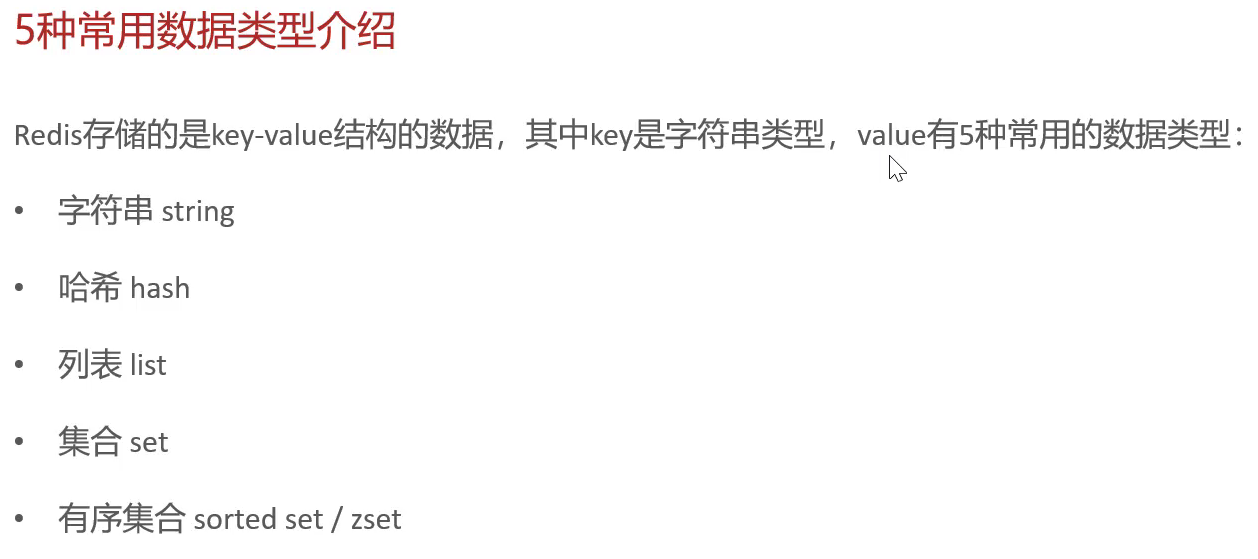 5种常用数据类型介绍
Redis存储的是key-value结构的数据，其中key是字符串类型，value有5种常用的数据类型：
• 字符串 string
• 哈希 hash
• 列表 list
• 集合 set
• 有序集合 sorted set / zset